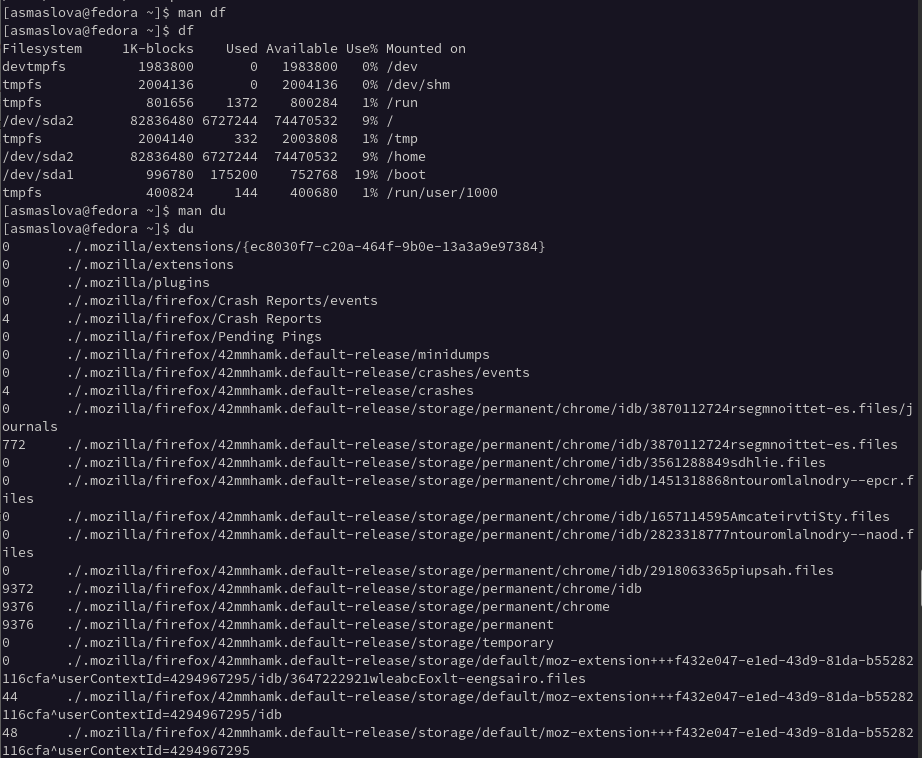 [asmaslova@fedora ~]$ man df
[asmaslova@fedora ~]$ df
Filesystem     1K-blocks    Used Available Use% Mounted on
devtmpfs         1983800       0   1983800   0% /dev
tmpfs            2004136       0   2004136   0% /dev/shm
tmpfs             801656    1372    800284   1% /run
/dev/sda2       82836480 6727244  74470532   9% /
tmpfs            2004140     332   2003808   1% /tmp
/dev/sda2       82836480 6727244  74470532   9% /home
/dev/sda1         996780  175200    752768  19% /boot
tmpfs             400824     144    400680   1% /run/user/1000
[asmaslova@fedora ~]$ man du
[asmaslova@fedora ~]$ du
0       ./.mozilla/extensions/{ec8030f7-c20a-464f-9b0e-13a3a9e97384}
0       ./.mozilla/extensions
0       ./.mozilla/plugins
0       ./.mozilla/firefox/Crash Reports/events
4       ./.mozilla/firefox/Crash Reports
0       ./.mozilla/firefox/Pending Pings
0       ./.mozilla/firefox/42mmhamk.default-release/minidumps
0       ./.mozilla/firefox/42mmhamk.default-release/crashes/events
4       ./.mozilla/firefox/42mmhamk.default-release/crashes
0       ./.mozilla/firefox/42mmhamk.default-release/storage/permanent/chrome/idb/3870112724rsegmnoittet-es.files/j
ournals
772     ./.mozilla/firefox/42mmhamk.default-release/storage/permanent/chrome/idb/3870112724rsegmnoittet-es.files
0       ./.mozilla/firefox/42mmhamk.default-release/storage/permanent/chrome/idb/3561288849sdhlie.files
0       ./.mozilla/firefox/42mmhamk.default-release/storage/permanent/chrome/idb/1451318868ntouromlalnodry--epcr.f
iles
0       ./.mozilla/firefox/42mmhamk.default-release/storage/permanent/chrome/idb/1657114595AmcateirvtiSty.files
0       ./.mozilla/firefox/42mmhamk.default-release/storage/permanent/chrome/idb/2823318777ntouromlalnodry--naod.f
iles
0       ./.mozilla/firefox/42mmhamk.default-release/storage/permanent/chrome/idb/2918063365piupsah.files
9372    ./.mozilla/firefox/42mmhamk.default-release/storage/permanent/chrome/idb
9376    ./.mozilla/firefox/42mmhamk.default-release/storage/permanent/chrome
9376    ./.mozilla/firefox/42mmhamk.default-release/storage/permanent
0       ./.mozilla/firefox/42mmhamk.default-release/storage/temporary
0       ./.mozilla/firefox/42mmhamk.default-release/storage/default/moz-extension+++f432e047-e1ed-43d9-81da-b55282
116cfa^userContextId=4294967295/idb/3647222921wleabcEoxlt-eengsairo.files
44      ./.mozilla/firefox/42mmhamk.default-release/storage/default/moz-extension+++f432e047-e1ed-43d9-81da-b55282
116cfa^userContextId=4294967295/idb
48      ./.mozilla/firefox/42mmhamk.default-release/storage/default/moz-extension+++f432e047-e1ed-43d9-81da-b55282
116cfa^userContextId=4294967295